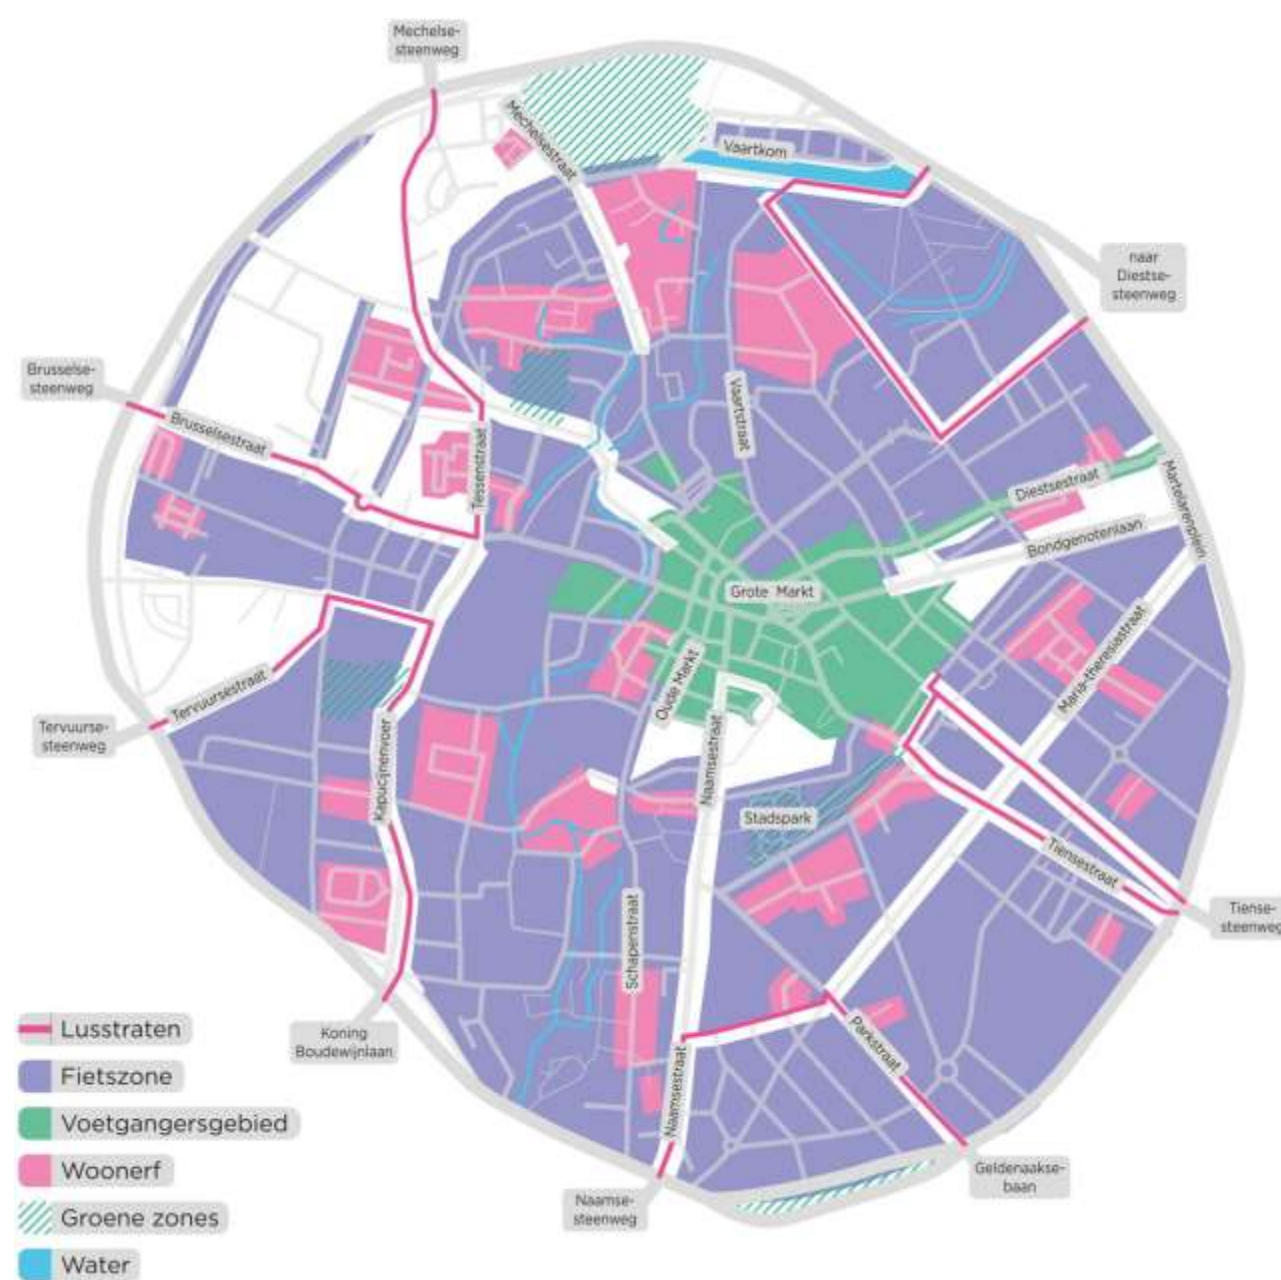 Mechelse-
steenweg
Mechelsestraat
Vaartkom
naar
Diestse-
steenweg
Brusselse-
steenweg
Brusselsestraat
Tessenstraat
Vaartstraat
Diestsestraat
Bondgenotenlaan
Martelarenplein
Grote Markt
Maria-theresiastraat
Oude Markt
Tervuursestraat
Tervuurse-
steenweg
Kapucijnenvoer
Naamsestraat
Stadspark
Tiensestraat
Tiense-
steenweg
Schapenstraat
Koning
Boudewijnlaan
Parkstraat
Naamsestraat
Geldenaakse-
baan
Naamse-
steenweg
Lusstraten
Fietszone
Voetgangersgebied
Woonerf
Groene zones
Water